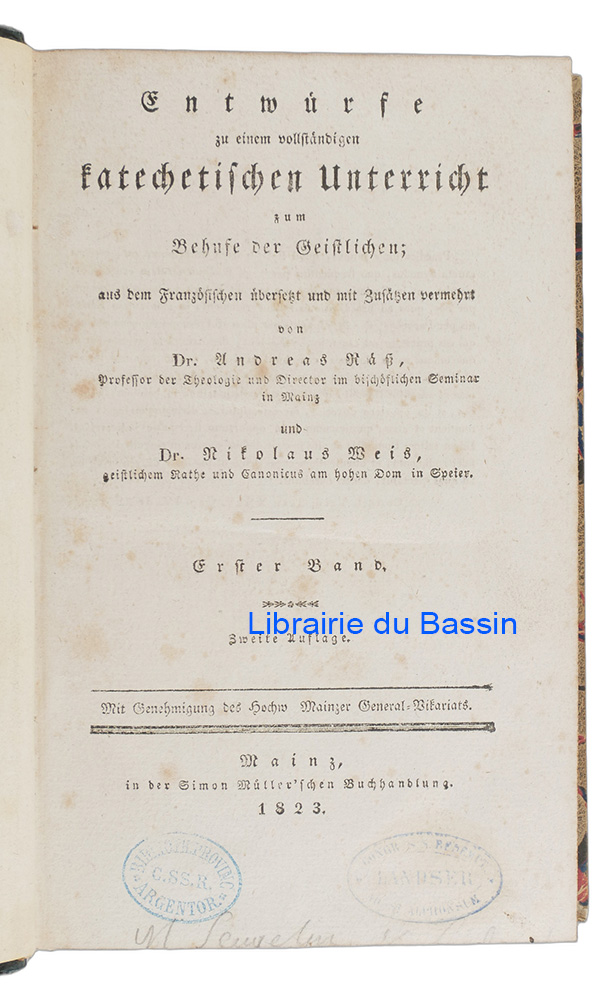 Entwürfe
zu einem vollständigen
katechetischen Unterricht
zum
Behufe der Geistlichen;
aus dem Französischen übersetzt und mit Zusätzen vermehrt
von
Dr. Andreas Räß,
Professor der Theologie und Director im bischöflichen Seminar
in Mainz
und
Dr. Nikolaus Weis,
geistlichem Rathe und Canonicus am hohen Dom in Speier.
Erster Band.
Librairie du Bassin
Zweite Auflage.
Mit Genehmigung des Hochw Mainzer General-Vikariats.
Mainz,
in der Simon Müller'schen Buchhandlung.
1823.
BIBLIOTH. PROVINC
C.SS.R.
ARGENTOR.
LANDSER